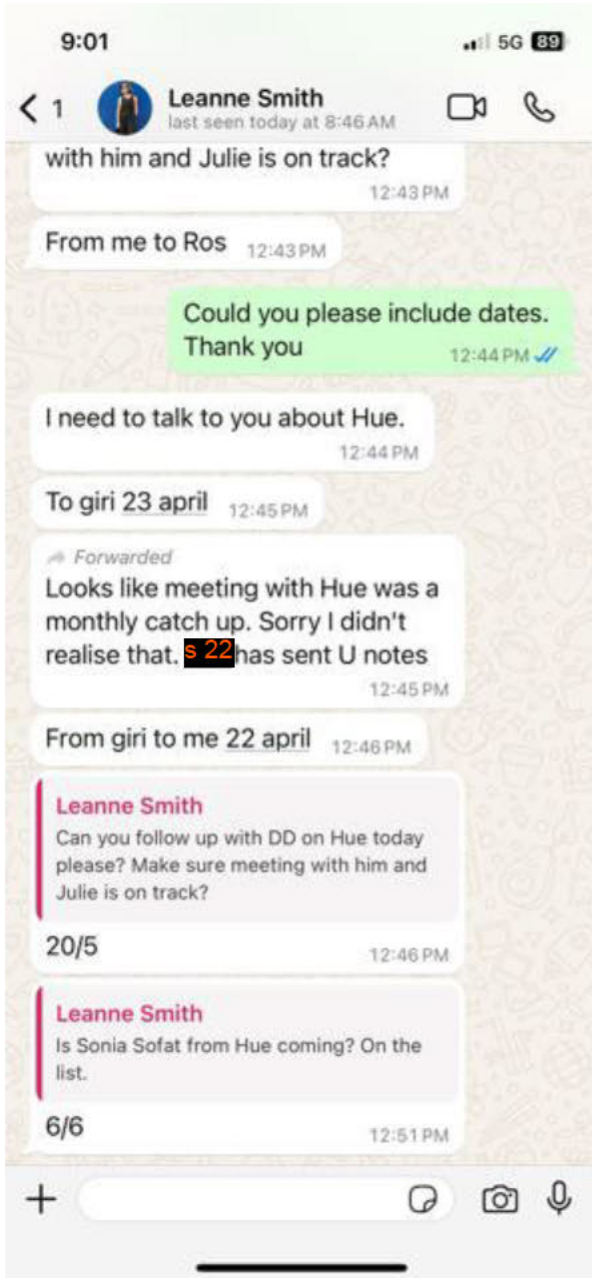 9:01
5G 89
1
Leanne Smith
last seen today at 8:46 AM
with him and Julie is on track?
12:43 PM
From me to Ros 12:43 PM
Could you please include dates.
Thank you 12:44 PM
I need to talk to you about Hue.
12:44 PM
To giri 23 april 12:45 PM
Forwarded
Looks like meeting with Hue was a
monthly catch up. Sorry I didn't
realise that. s 22 has sent U notes
12:45 PM
From giri to me 22 april 12:46 PM
Leanne Smith
Can you follow up with DD on Hue today
please? Make sure meeting with him and
Julie is on track?
20/5 12:46 PM
Leanne Smith
Is Sonia Sofat from Hue coming? On the
list.
6/6 12:51 PM